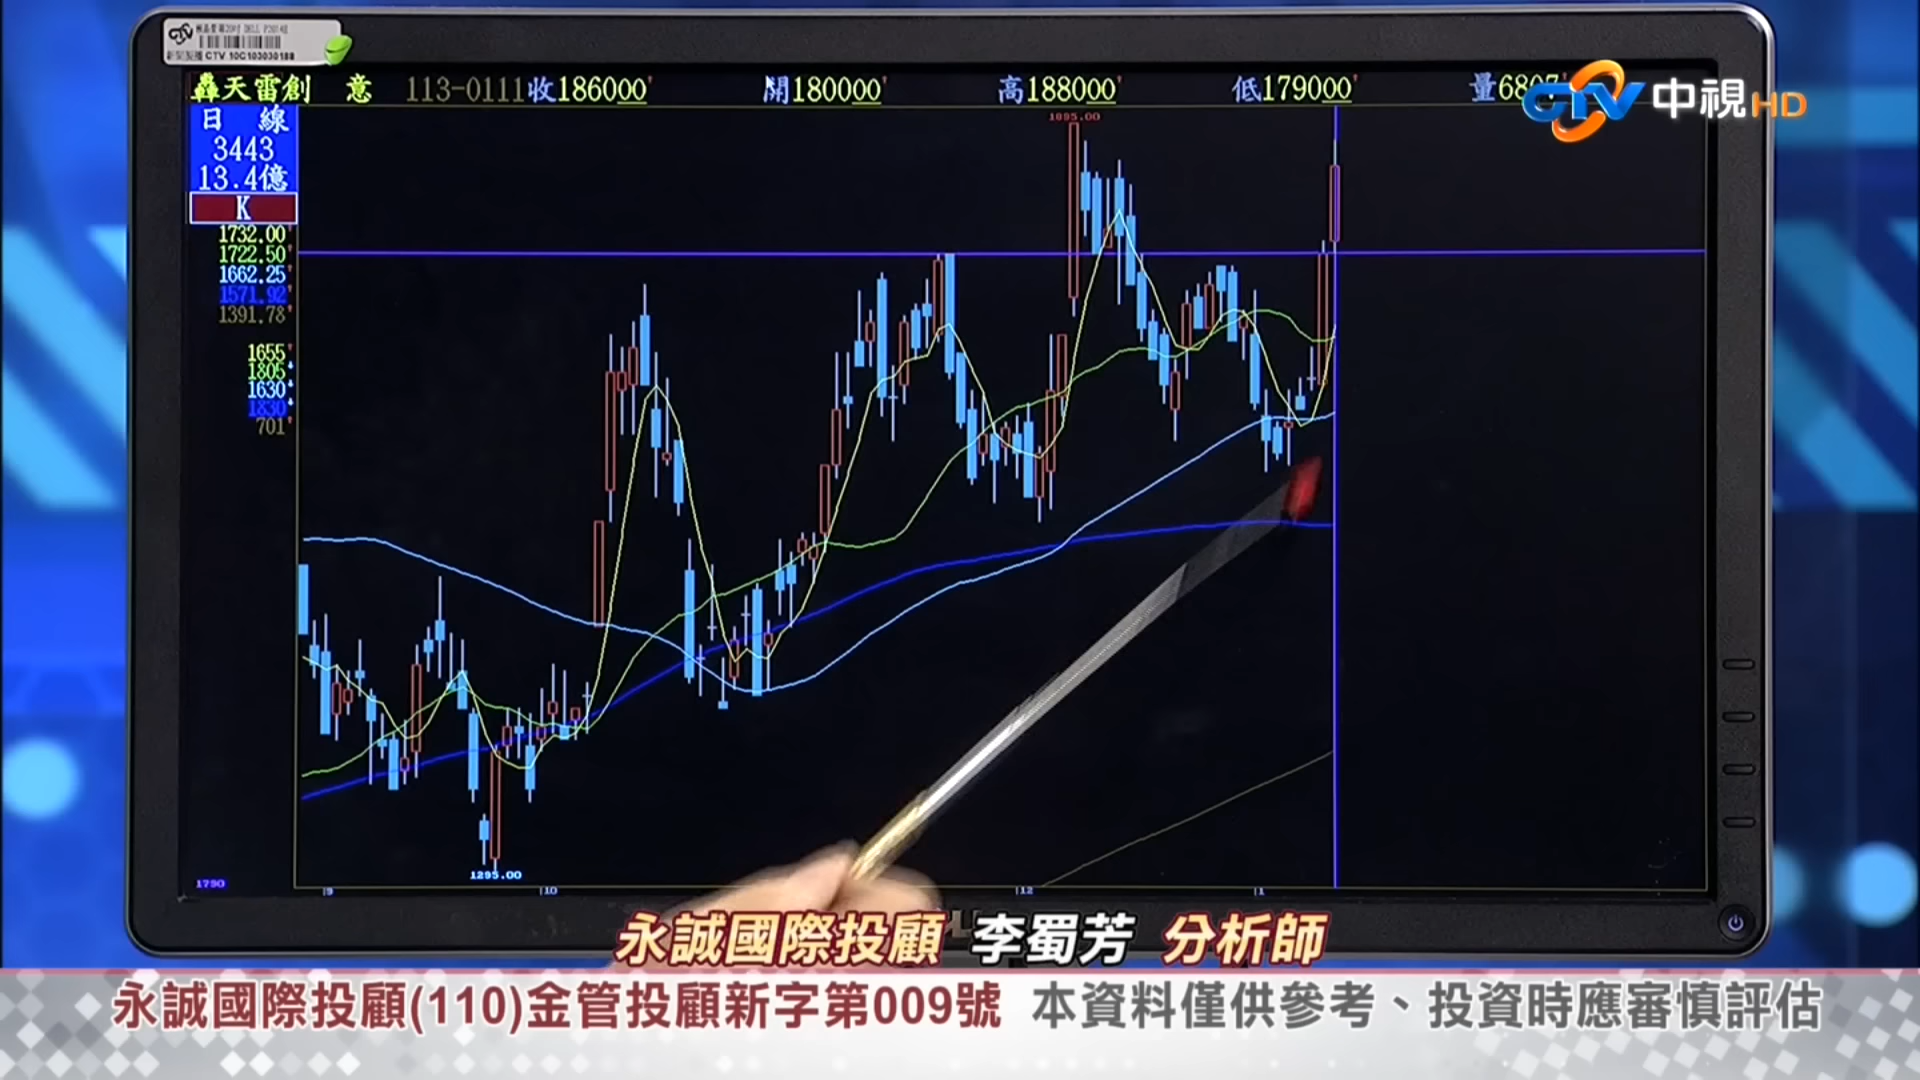 DELL P2014H
CTV 10C103030188
轟天雷創 意 113-0111收186000' 開180000' 高188000' 低179000' 量6807'
CTV 中視HD
日 線
3443
13.4億
K
1732.00'
1722.50'
1662.25'
1571.92'
1391.78'
1655'
1805'
1630'
1830'
701'
1895.00
1295.00
1790
9
10
12
1
永誠國際投顧 李蜀芳 分析師
永誠國際投顧(110)金管投顧新字第009號 本資料僅供參考、投資時應審慎評估